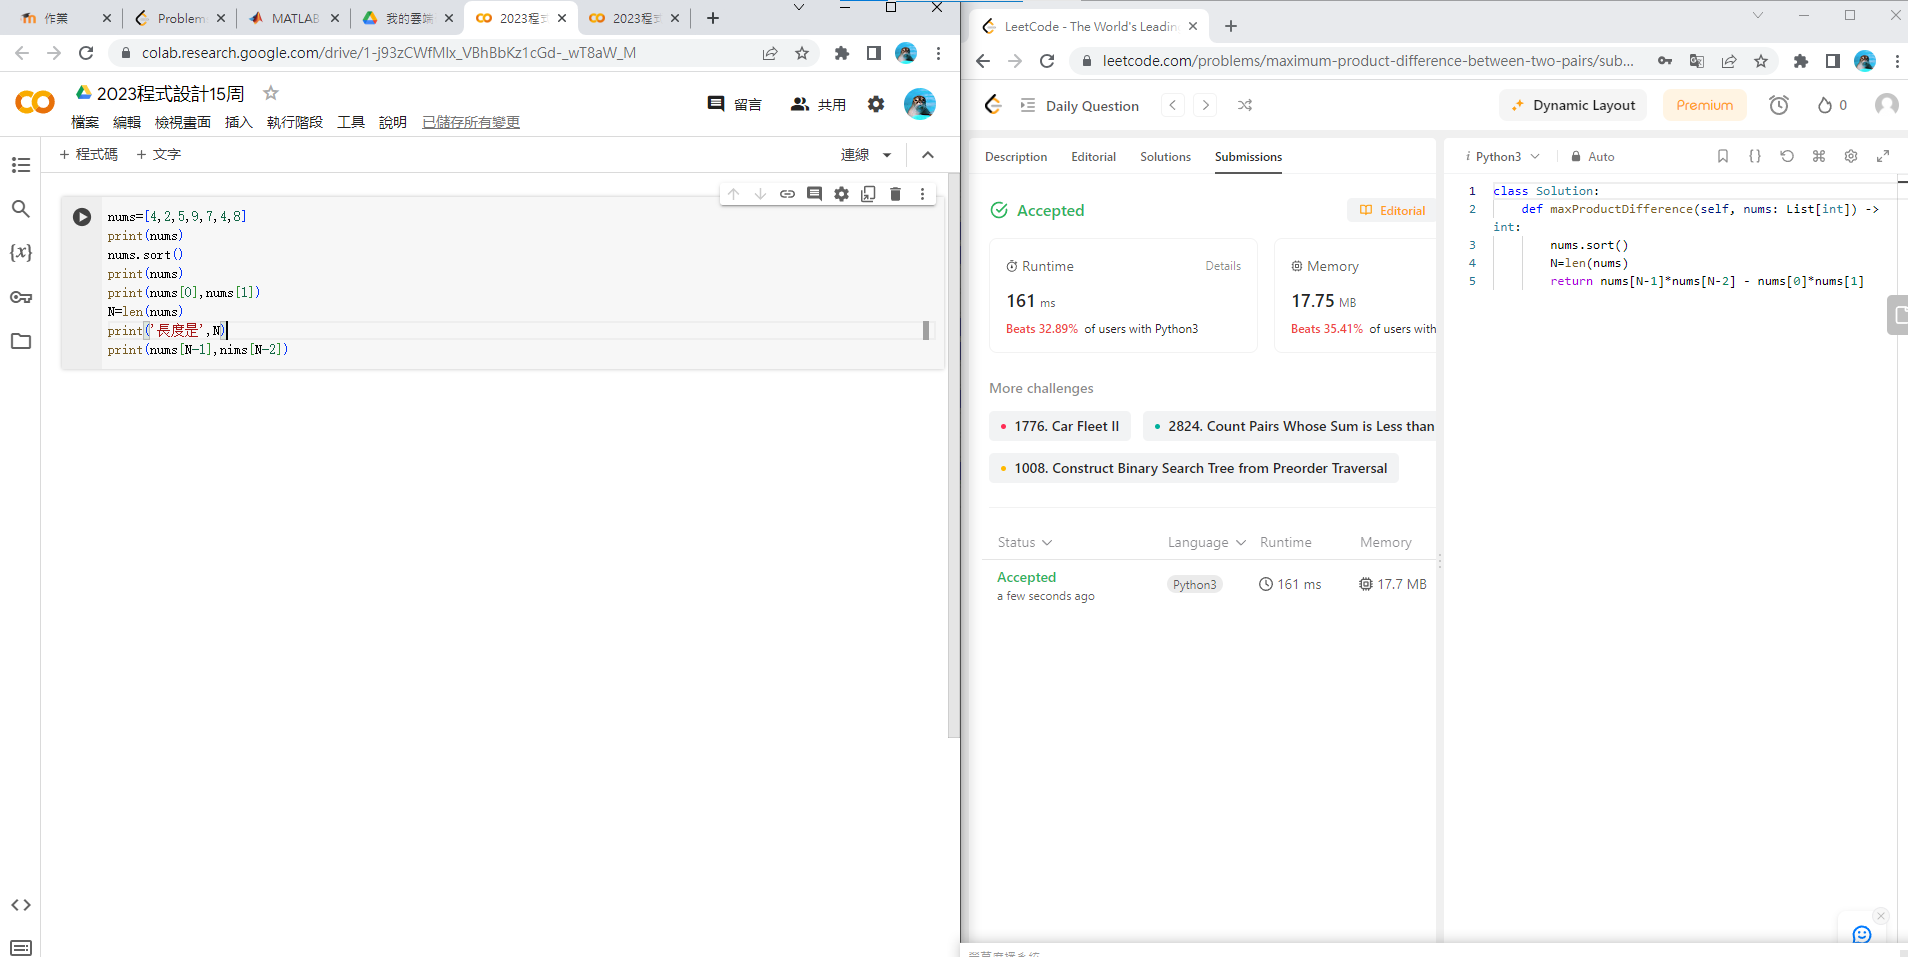 作業
Problem
MATLAB
我的雲端
2023程式
2023程式
colab.research.google.com/drive/1-j93zCWfMlx_VBhBbKz1cGd-_wT8aW_M
2023程式設計15周
檔案 編輯 檢視畫面 插入 執行階段 工具 說明 已儲存所有變更
留言 共用
+ 程式碼 + 文字
連線
nums=[4,2,5,9,7,4,8]
print(nums)
nums.sort()
print(nums)
print(nums[0],nums[1])
N=len(nums)
print('長度是',N)
print(nums[N-1],nims[N-2])
{x}
LeetCode - The World's Leadin
leetcode.com/problems/maximum-product-difference-between-two-pairs/sub...
Daily Question
Dynamic Layout
Premium
0
Description Editorial Solutions Submissions
Accepted
Editorial
Runtime Details
161 ms
Beats 32.89% of users with Python3
Memory
17.75 MB
Beats 35.41% of users with
More challenges
1776. Car Fleet II
2824. Count Pairs Whose Sum is Less than
1008. Construct Binary Search Tree from Preorder Traversal
Status Language Runtime Memory
Accepted Python3 161 ms 17.7 MB
a few seconds ago
i Python3 Auto
1 class Solution:
2 def maxProductDifference(self, nums: List[int]) ->
int:
3 nums.sort()
4 N=len(nums)
5 return nums[N-1]*nums[N-2] - nums[0]*nums[1]